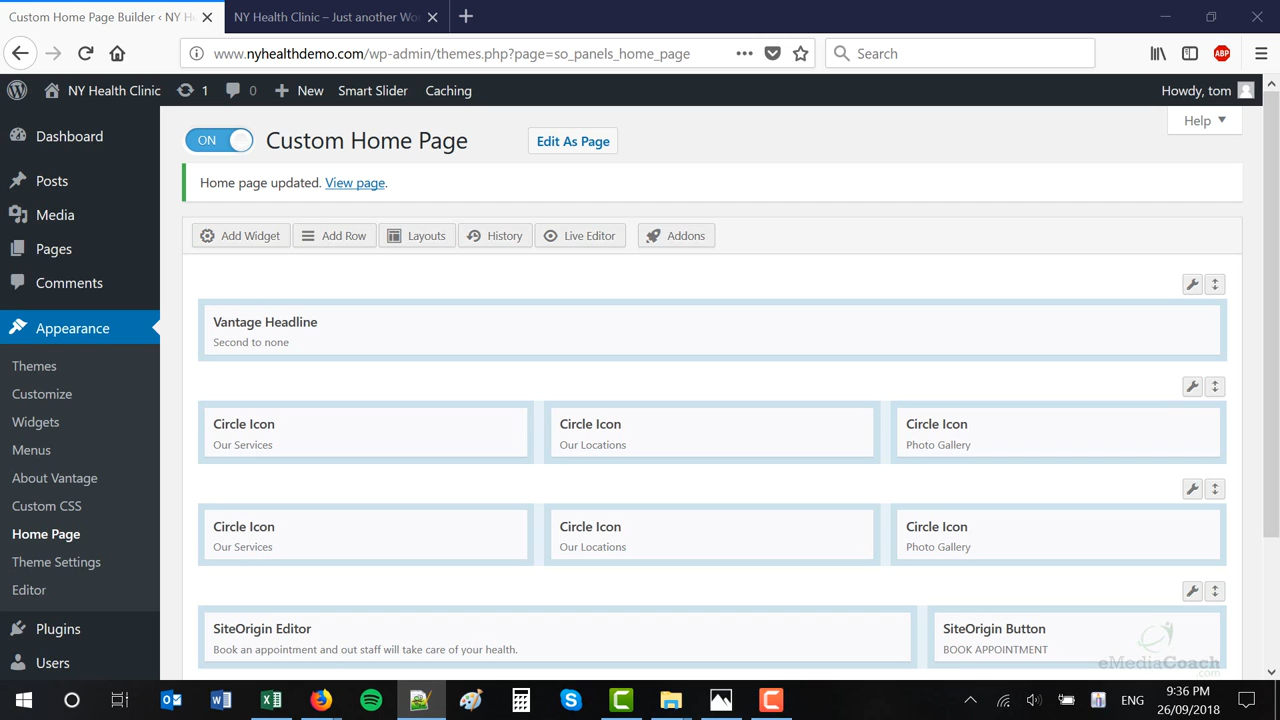 Custom Home Page Builder ‹ NY He
NY Health Clinic – Just another Wo
www.nyhealthdemo.com/wp-admin/themes.php?page=so_panels_home_page
Search
ABP
NY Health Clinic
1
0
New
Smart Slider
Caching
Howdy, tom
Dashboard
Posts
Media
Pages
Comments
Appearance
Themes
Customize
Widgets
Menus
About Vantage
Custom CSS
Home Page
Theme Settings
Editor
Plugins
Users
Help
ON
Custom Home Page
Edit As Page
Home page updated. View page.
Add Widget
Add Row
Layouts
History
Live Editor
Addons
Vantage Headline
Second to none
Circle Icon
Our Services
Circle Icon
Our Locations
Circle Icon
Photo Gallery
Circle Icon
Our Services
Circle Icon
Our Locations
Circle Icon
Photo Gallery
SiteOrigin Editor
Book an appointment and out staff will take care of your health.
SiteOrigin Button
BOOK APPOINTMENT
eMediaCoach
ENG
9:36 PM
26/09/2018